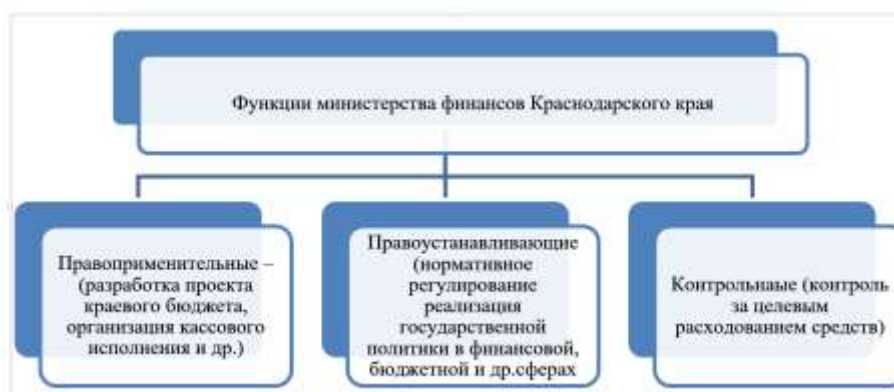 Функции министерства финансов Краснодарского края
Правоприменительные –
(разработка проекта
краевого бюджета,
организация кассового
исполнения и др.)
Правоустанавливающие
(нормативное
регулирование
реализация
государственной
политики в финансовой,
бюджетной и др.сферах
Контрольнаые (контроль
за целевым
расходованием средств)